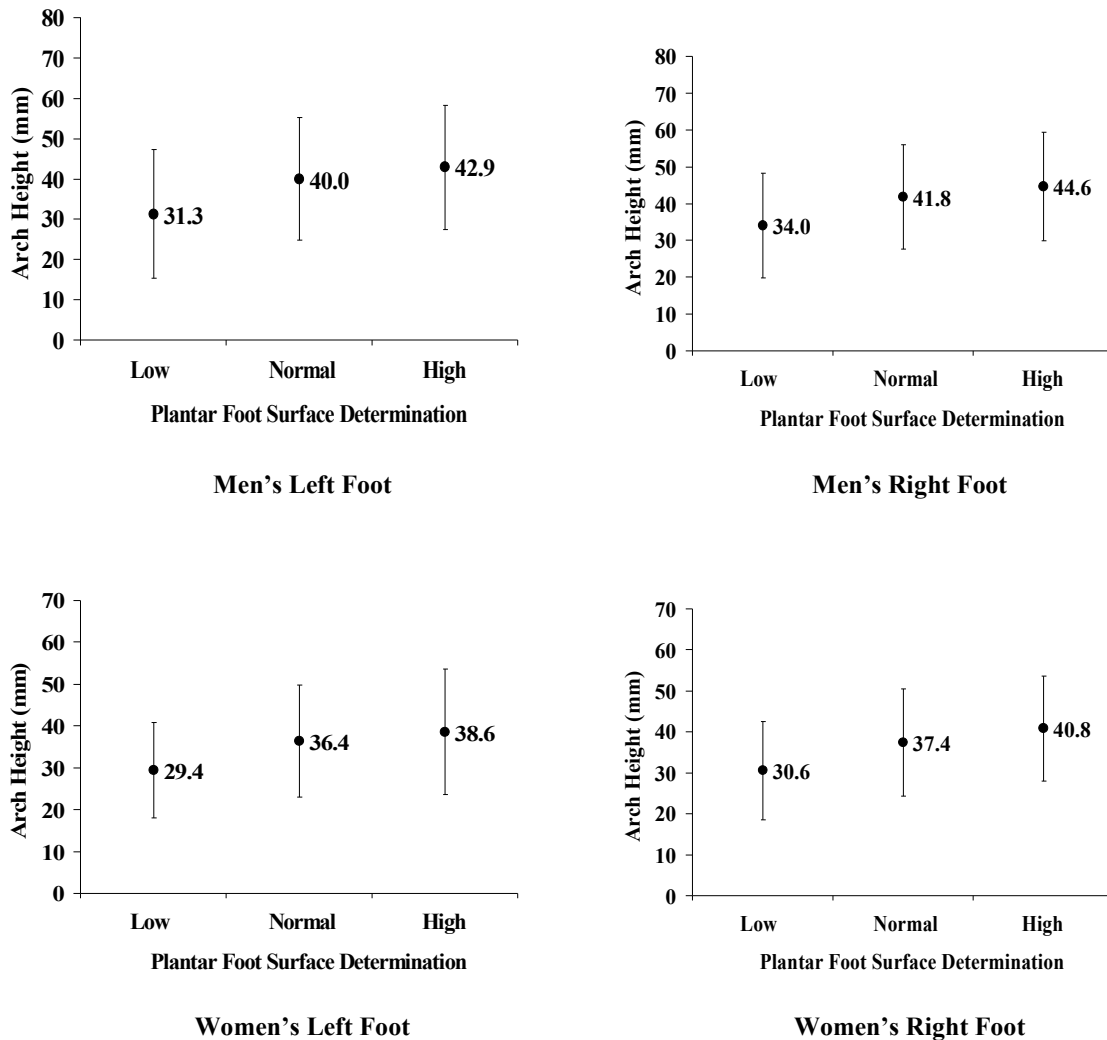 80
70
60
50
40
30
20
10
0
Arch Height (mm)
31.3
40.0
42.9
Low Normal High
Plantar Foot Surface Determination
Men’s Left Foot
80
70
60
50
40
30
20
10
0
Arch Height (mm)
34.0
41.8
44.6
Low Normal High
Plantar Foot Surface Determination
Men’s Right Foot
70
60
50
40
30
20
10
0
Arch Height (mm)
29.4
36.4
38.6
Low Normal High
Plantar Foot Surface Determination
Women’s Left Foot
70
60
50
40
30
20
10
0
Arch Height (mm)
30.6
37.4
40.8
Low Normal High
Plantar Foot Surface Determination
Women’s Right Foot